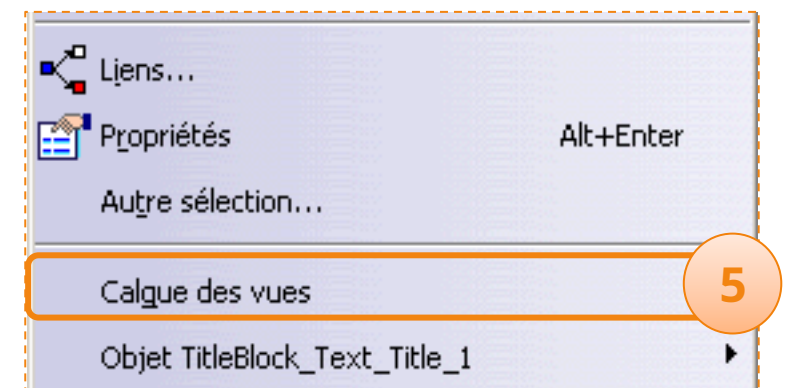 Liens...
Propriétés Alt+Enter
Autre sélection...
Calque des vues 5
Objet TitleBlock_Text_Title_1